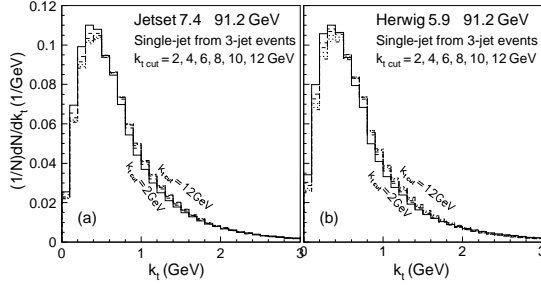 (1/N)dN/dk_t (1/GeV)
0.12
0.1
0.08
0.06
0.04
0.02
0
Jetset 7.4 91.2 GeV
Single-jet from 3-jet events
k_t cut = 2, 4, 6, 8, 10, 12 GeV
k_t cut = 12GeV
k_t cut = 2GeV
(a)
0 1 2 3
k_t (GeV)
Herwig 5.9 91.2 GeV
Single-jet from 3-jet events
k_t cut = 2, 4, 6, 8, 10, 12 GeV
k_t cut = 12GeV
k_t cut = 2GeV
(b)
0 1 2 3
k_t (GeV)